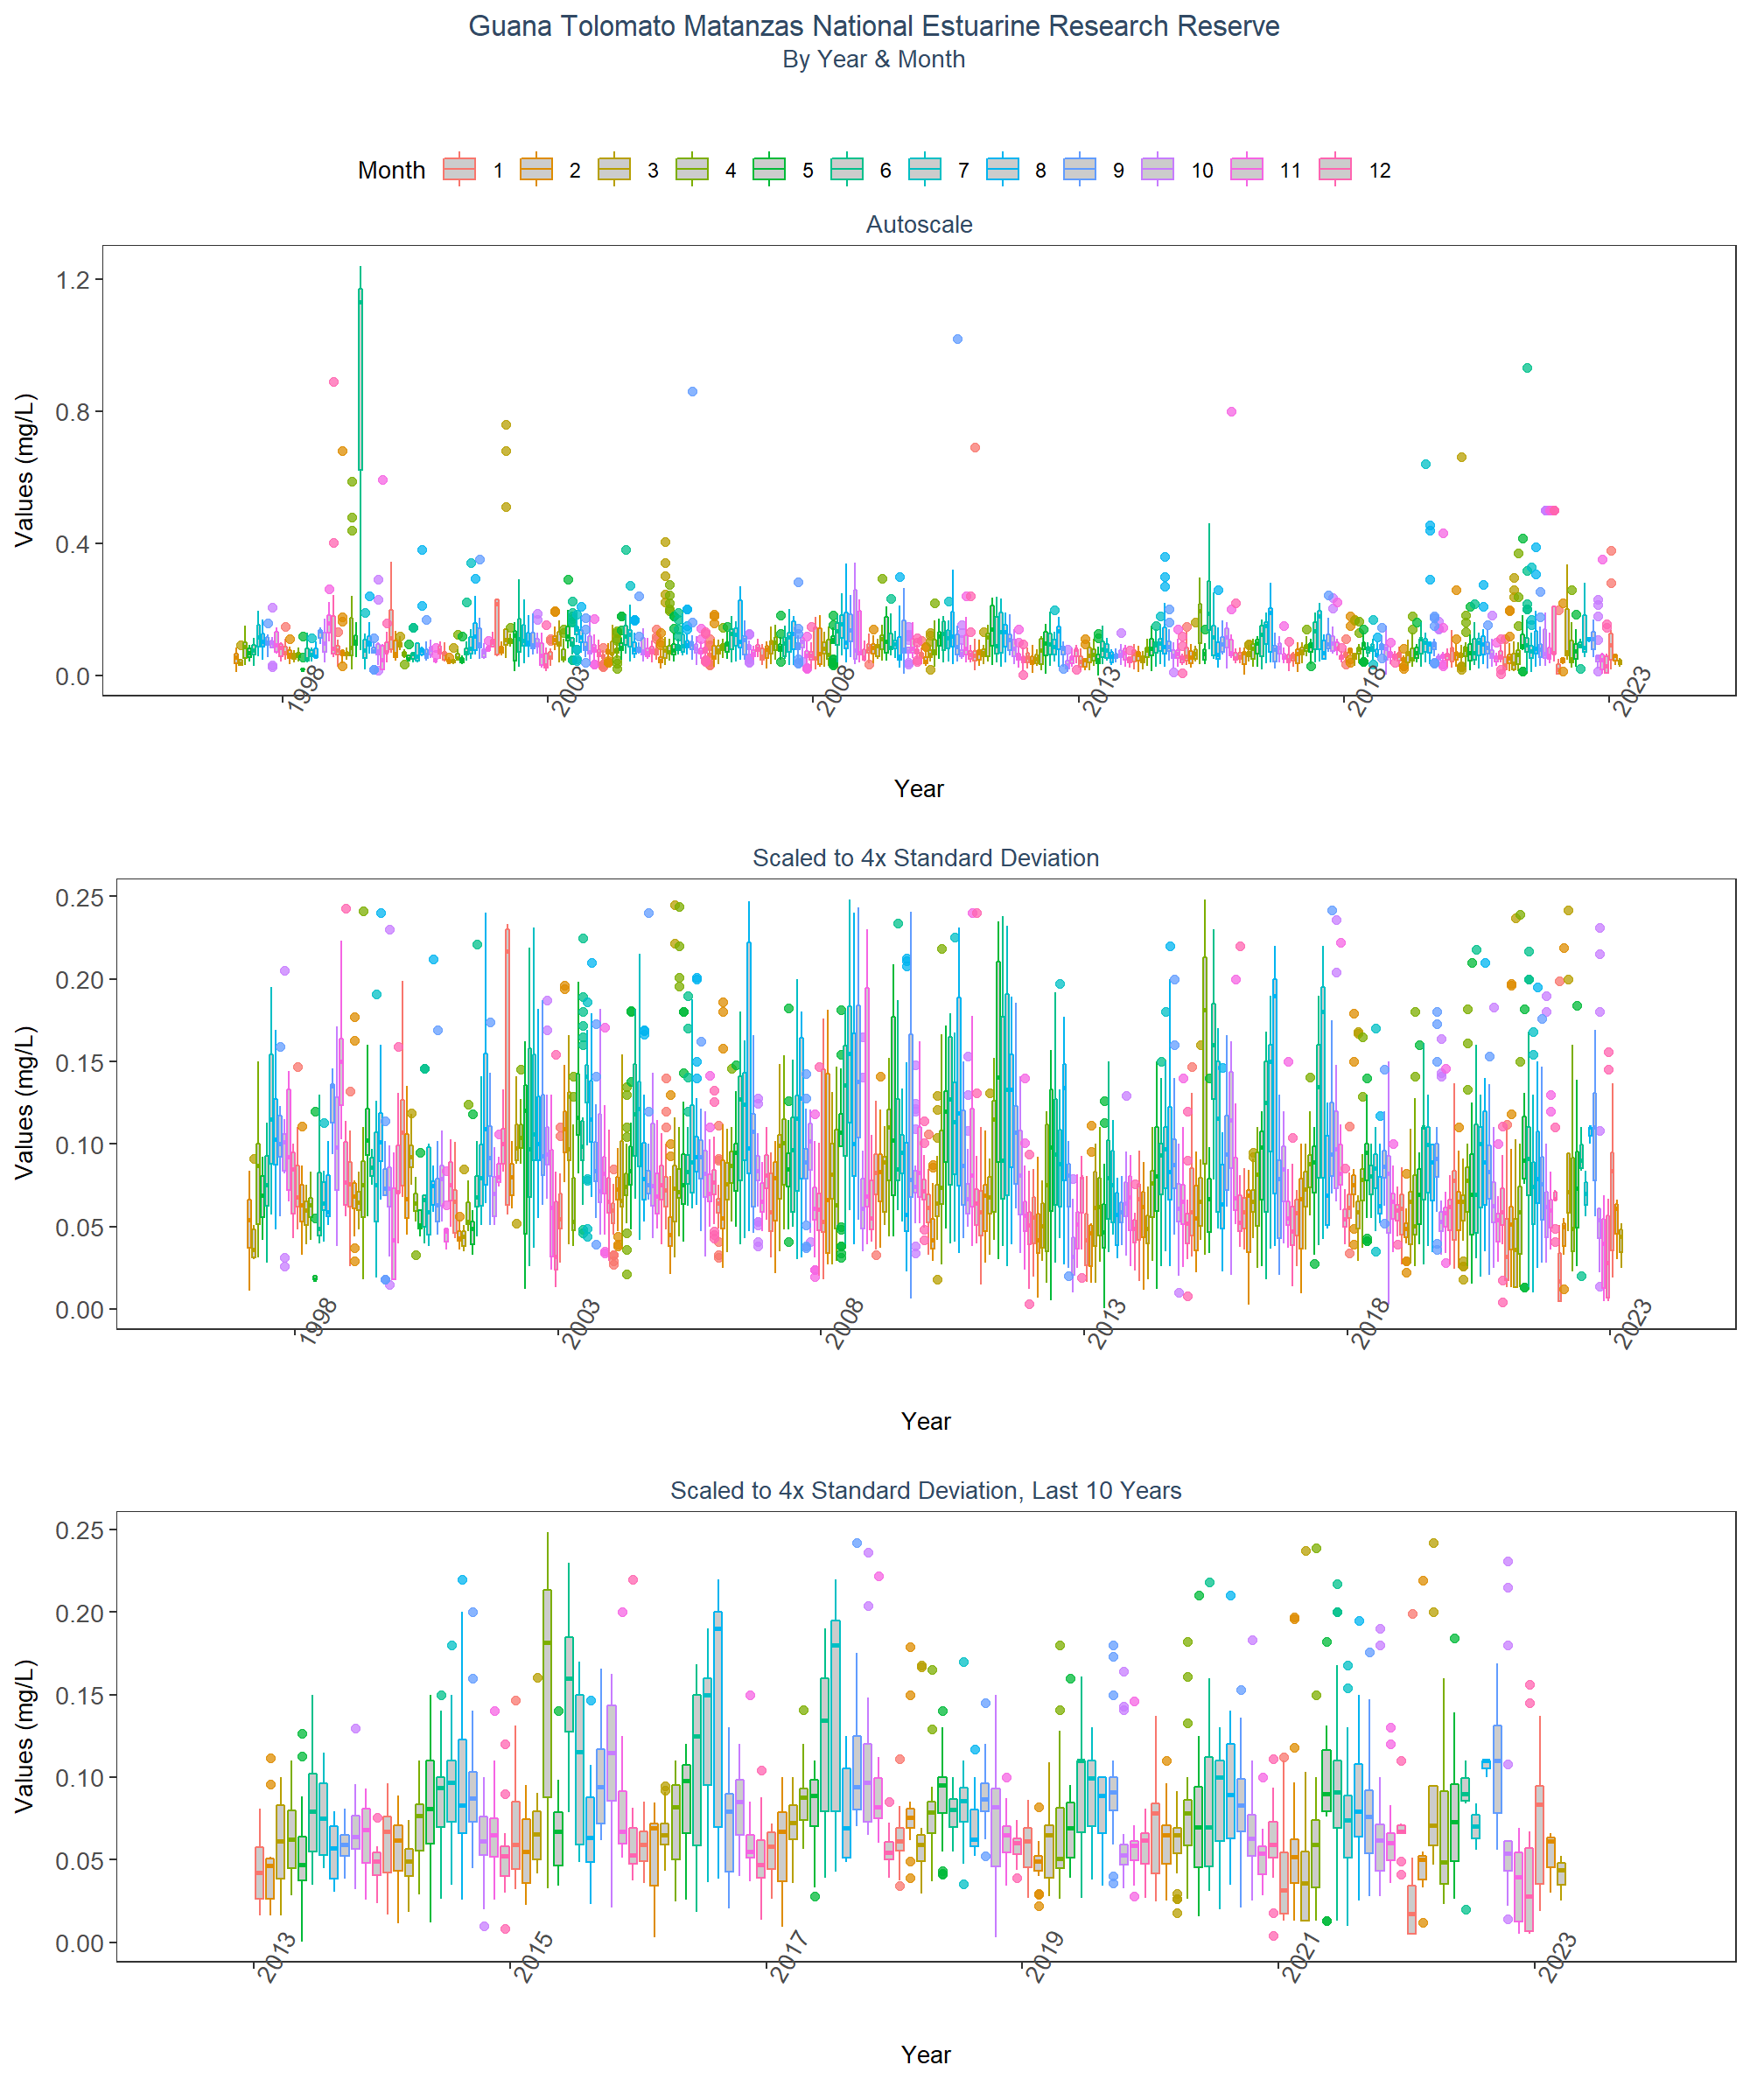 Guana Tolomato Matanzas National Estuarine Research Reserve
By Year & Month
Month 1 2 3 4 5 6 7 8 9 10 11 12
Autoscale
Values (mg/L)
1.2
0.8
0.4
0.0
1998 2003 2008 2013 2018 2023
Year
Scaled to 4x Standard Deviation
Values (mg/L)
0.25
0.20
0.15
0.10
0.05
0.00
1998 2003 2008 2013 2018 2023
Year
Scaled to 4x Standard Deviation, Last 10 Years
Values (mg/L)
0.25
0.20
0.15
0.10
0.05
0.00
2013 2015 2017 2019 2021 2023
Year